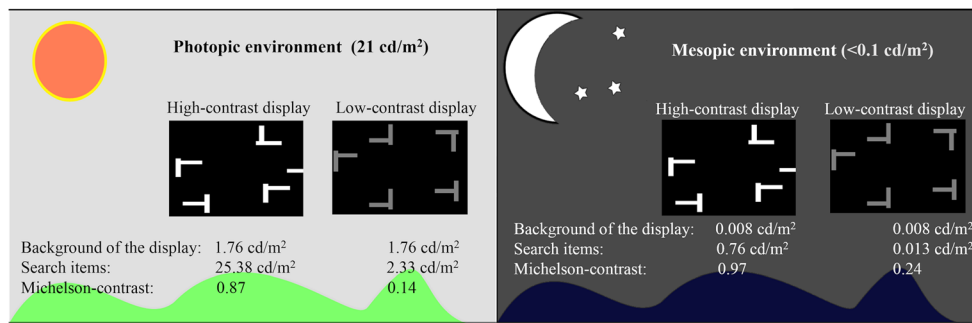 Photopic environment (21 cd/m²)
High-contrast display Low-contrast display
Background of the display: 1.76 cd/m² 1.76 cd/m²
Search items: 25.38 cd/m² 2.33 cd/m²
Michelson-contrast: 0.87 0.14
Mesopic environment (<0.1 cd/m²)
High-contrast display Low-contrast display
Background of the display: 0.008 cd/m² 0.008 cd/m²
Search items: 0.76 cd/m² 0.013 cd/m²
Michelson-contrast: 0.97 0.24